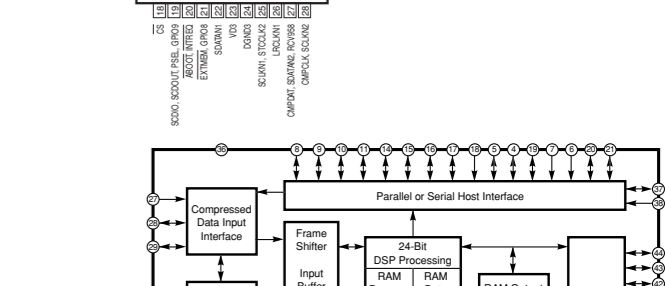 18 19 20 21 22 23 24 25 26 27 28
CS
SCDIO, SCDOUT, PSEL, GPIO9
ABOOT, INTREQ
EXTMEM, GPIO8
SDATAN1
VD3
DGND3
SCLKN1, STCCLK2
LRCLKN1
CMPDAT, SDATAN2, RCV958
CMPCLK, SCLKN2
36 8 9 10 11 14 15 16 17 18 5 4 19 7 6 20 21
Parallel or Serial Host Interface
37
38
27
28
29
Compressed
Data Input
Interface
Frame
Shifter
Input
24-Bit
DSP Processing
RAM RAM
44
43
42